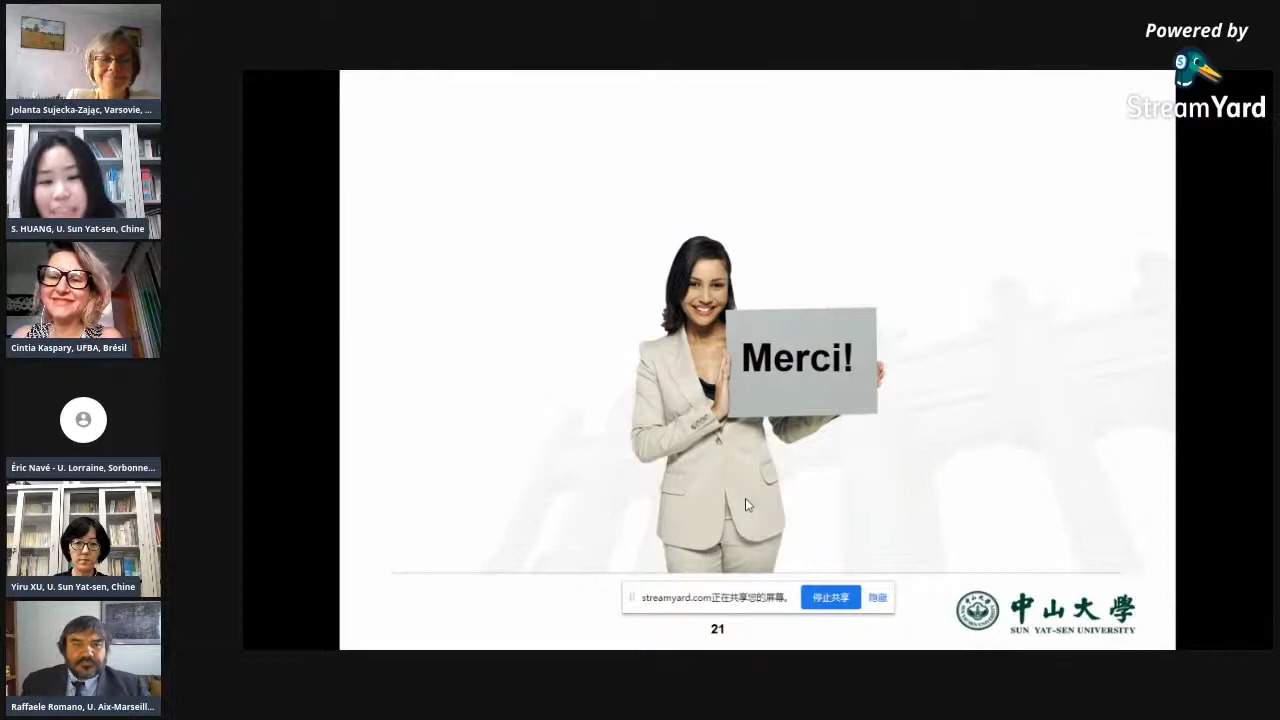 Powered by
StreamYard
Jolanta Sujecka-Zając, Varsovie, ...
S. HUANG, U. Sun Yat-sen, Chine
Cintia Kaspary, UFBA, Brésil
Éric Navé - U. Lorraine, Sorbonne...
Yiru XU, U. Sun Yat-sen, Chine
Raffaele Romano, U. Aix-Marseill...
Merci!
streamyard.com正在共享您的屏幕。 停止共享 隐藏
21
中山大學
SUN YAT-SEN UNIVERSITY